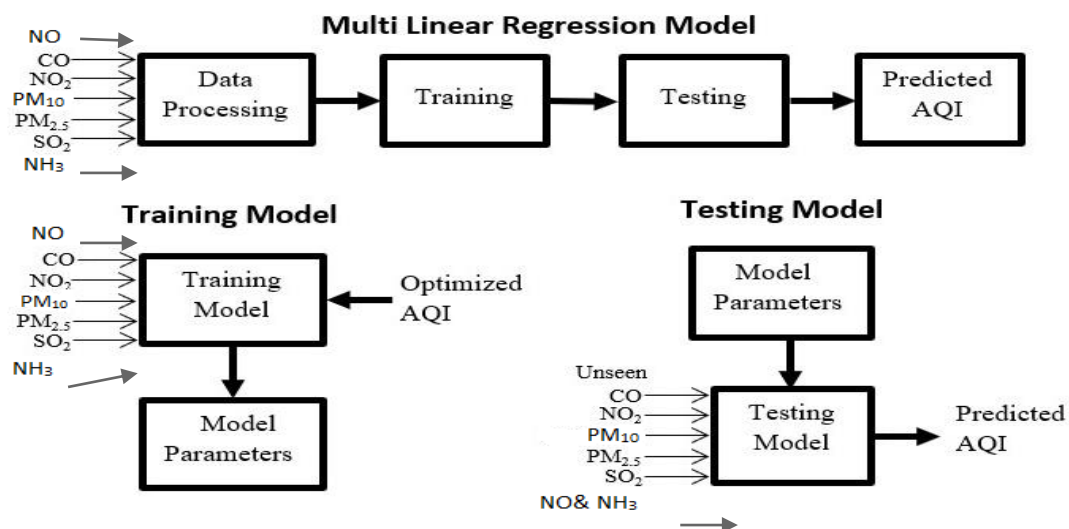 Multi Linear Regression Model
NO
CO
NO₂
PM₁₀
PM₂.₅
SO₂
NH₃
Data
Processing
Training
Testing
Predicted
AQI
Training Model
NO
CO
NO₂
PM₁₀
PM₂.₅
SO₂
NH₃
Training
Model
Optimized
AQI
Model
Parameters
Testing Model
Model
Parameters
Unseen
CO
NO₂
PM₁₀
PM₂.₅
SO₂
NO& NH₃
Testing
Model
Predicted
AQI